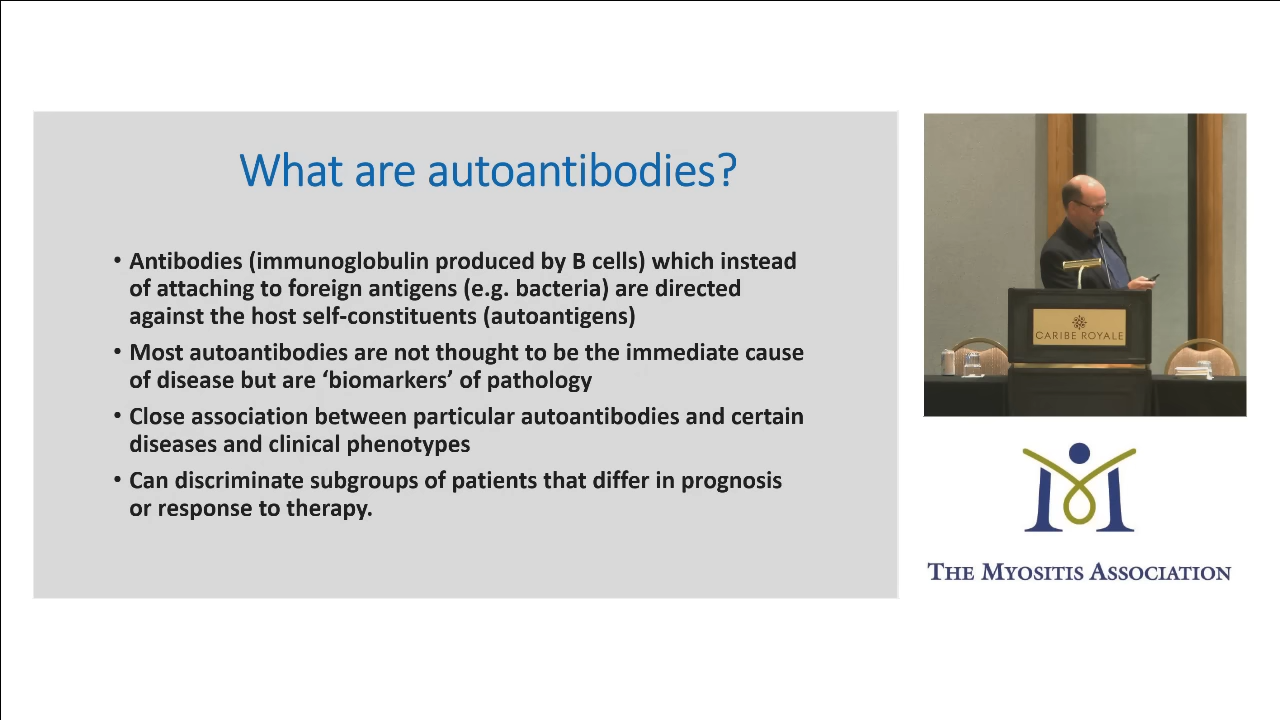 What are autoantibodies?
• Antibodies (immunoglobulin produced by B cells) which instead
of attaching to foreign antigens (e.g. bacteria) are directed
against the host self-constituents (autoantigens)
• Most autoantibodies are not thought to be the immediate cause
of disease but are ‘biomarkers’ of pathology
• Close association between particular autoantibodies and certain
diseases and clinical phenotypes
• Can discriminate subgroups of patients that differ in prognosis
or response to therapy.
CARIBE ROYALE
THE MYOSITIS ASSOCIATION